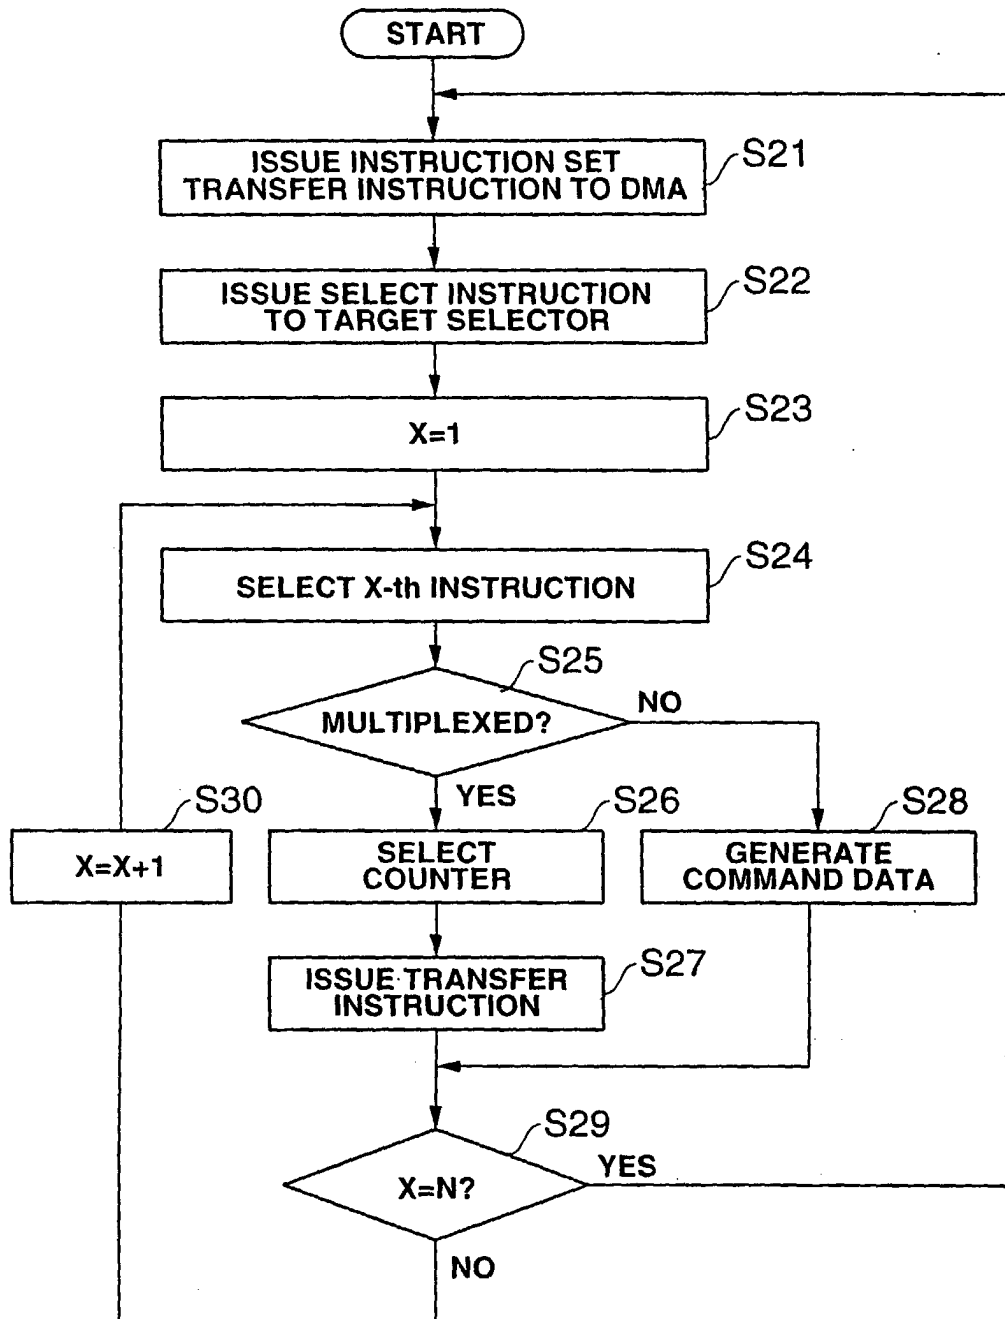 START
ISSUE INSTRUCTION SET
TRANSFER INSTRUCTION TO DMA
S21
ISSUE SELECT INSTRUCTION
TO TARGET SELECTOR
S22
X=1
S23
SELECT X-th INSTRUCTION
S24
S25
MULTIPLEXED?
NO
YES
S30
X=X+1
S26
SELECT
COUNTER
S28
GENERATE
COMMAND DATA
S27
ISSUE TRANSFER
INSTRUCTION
S29
X=N?
YES
NO